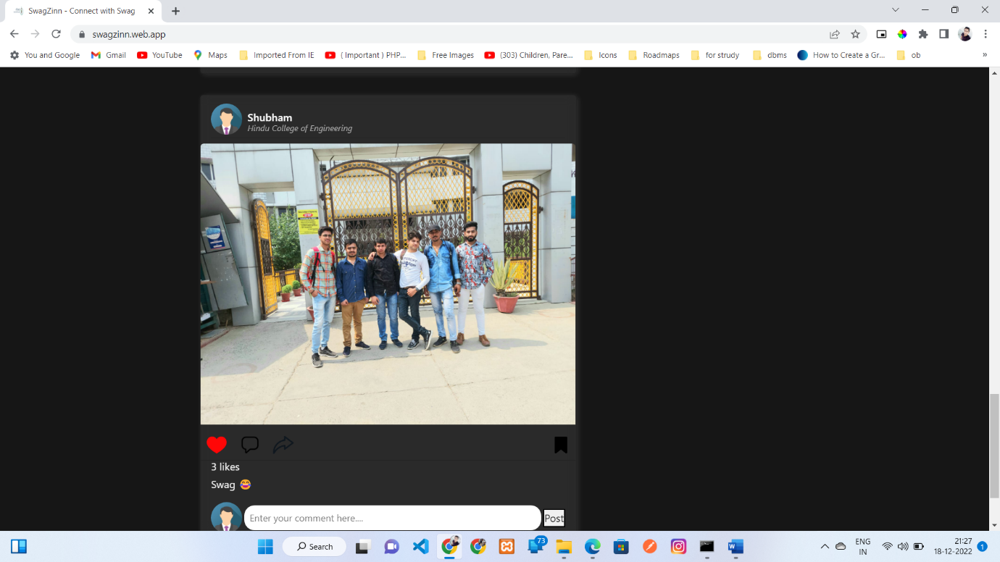 SwagZinn - Connect with Swag
swagzinn.web.app
You and Google
Gmail
YouTube
Maps
Imported From IE
( Important ) PHP...
Free Images
(303) Children, Pare...
Icons
Roadmaps
for strudy
dbms
How to Create a Gr...
ob
»
Shubham
Hindu College of Engineering
3 likes
Swag 😂
Enter your comment here....
Post
Search
73
ENG
IN
21:27
18-12-2022
1